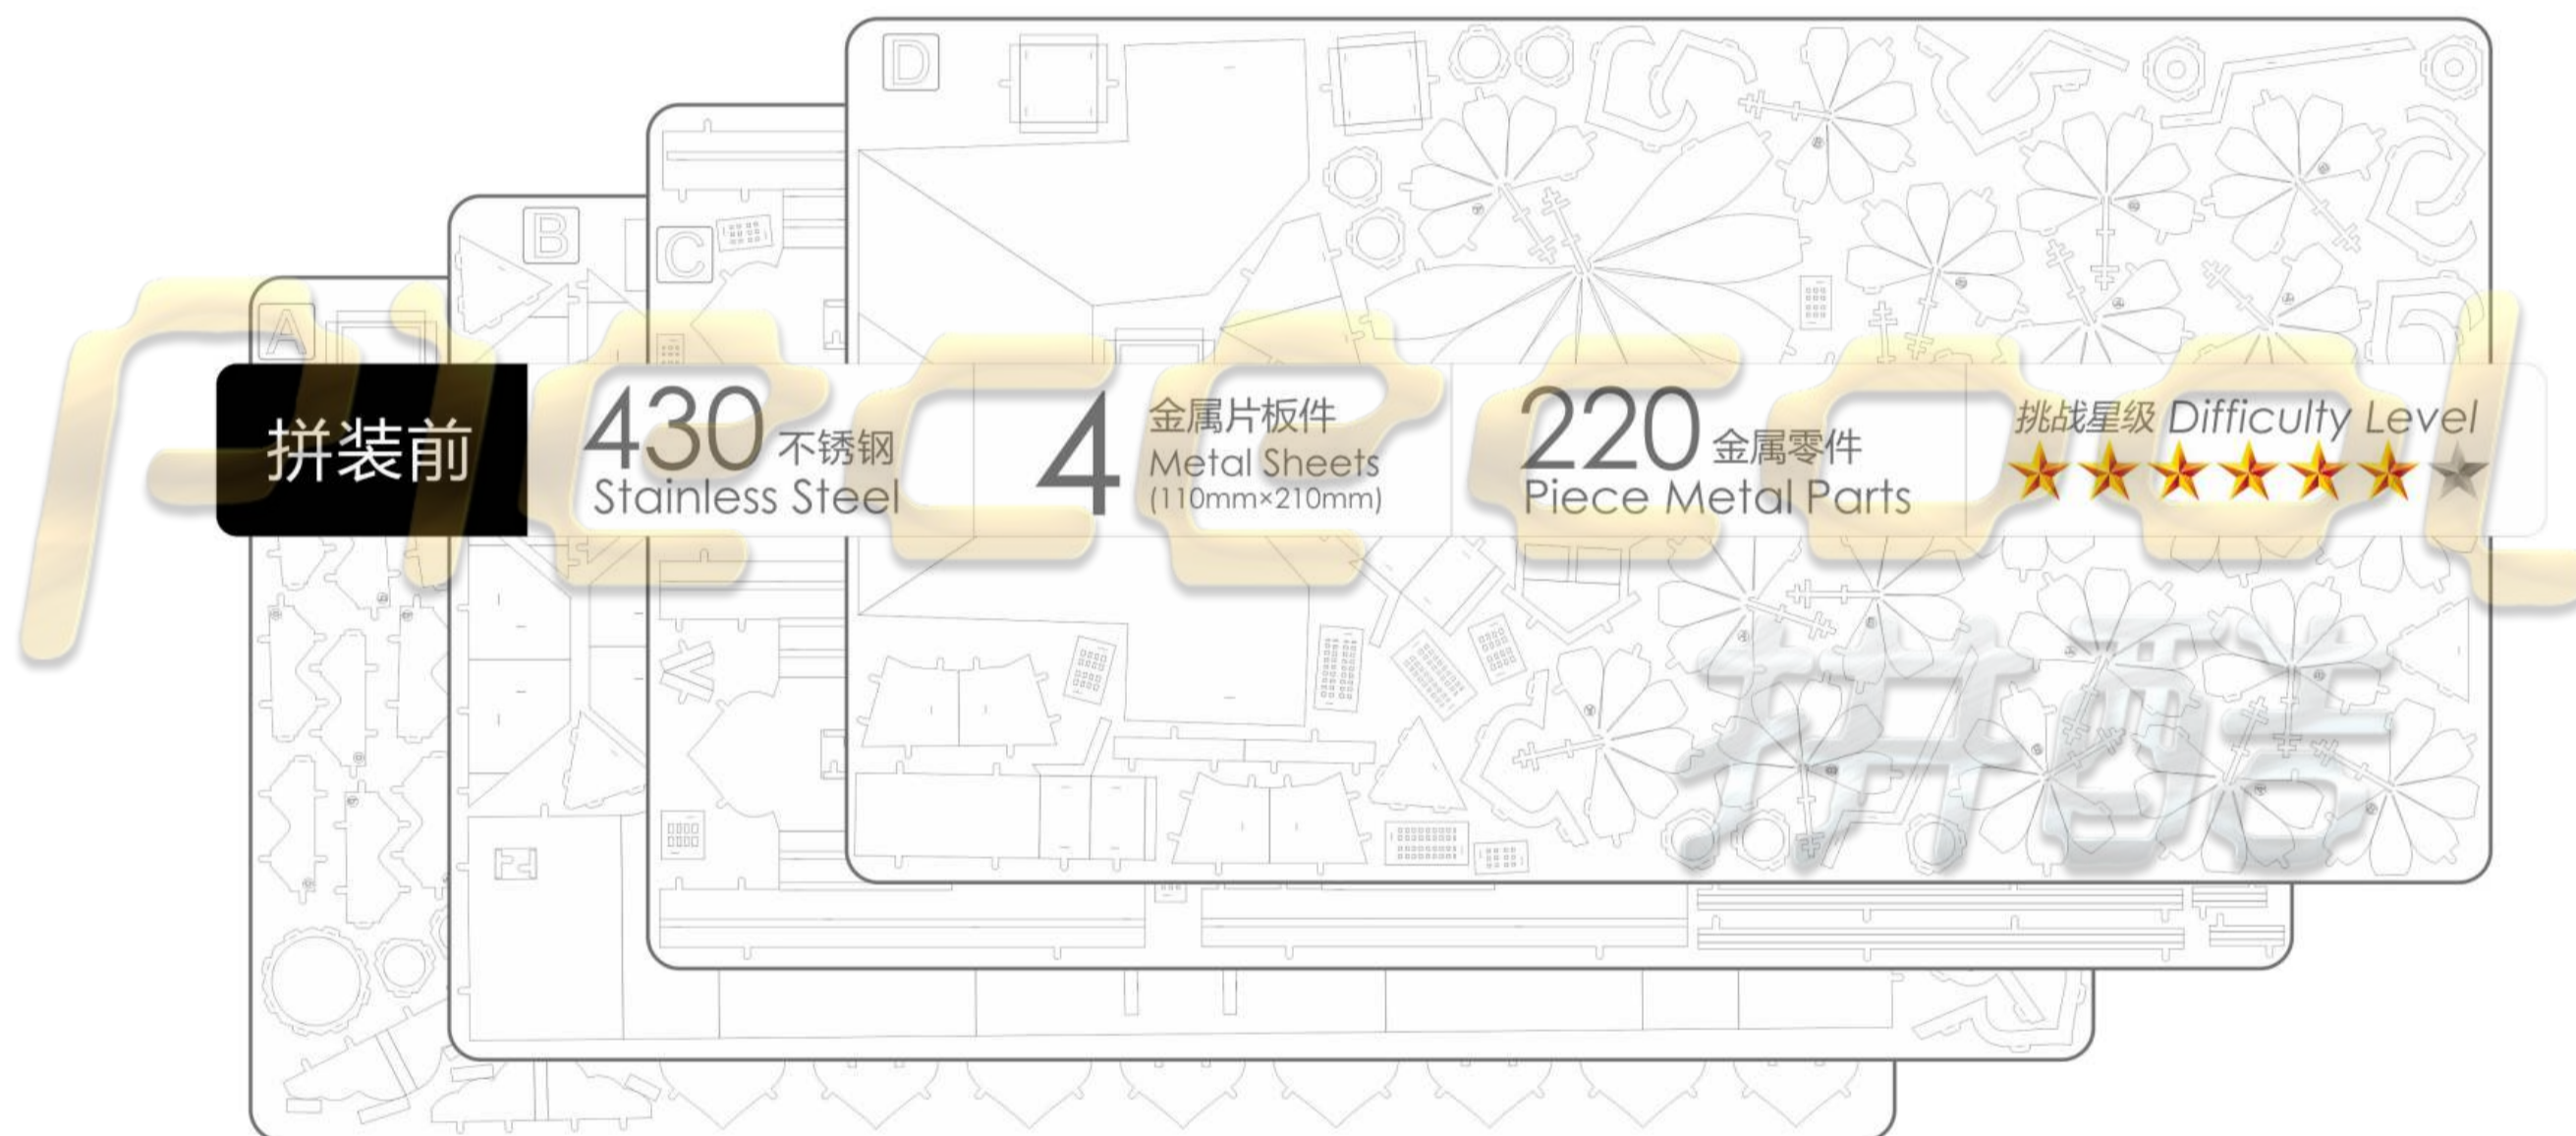 D
B
C
A
Piececool
拼装前
430 不锈钢
Stainless Steel
4
金属片板件
Metal Sheets
(110mm×210mm)
220 金属零件
Piece Metal Parts
挑战星级 Difficulty Level
拼酷